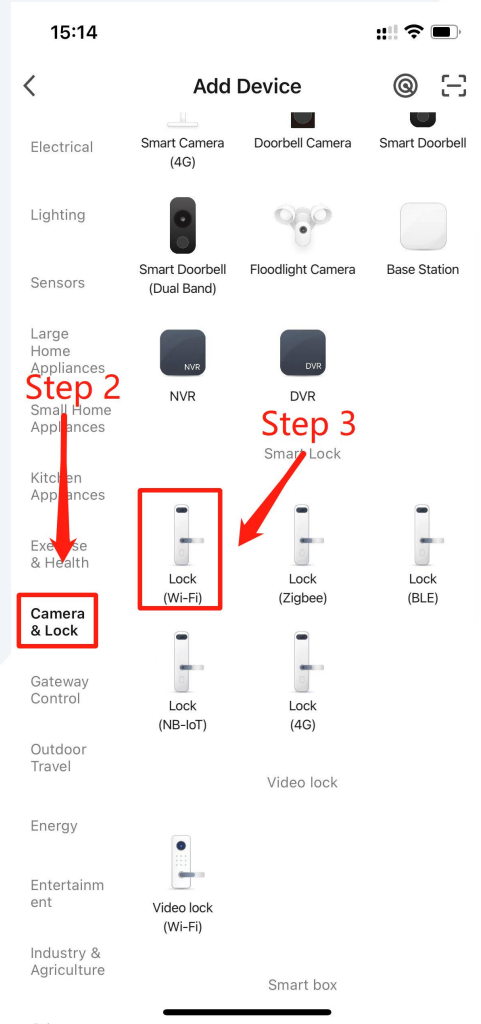 15:14
Add Device
Electrical
Lighting
Sensors
Large
Home
Appliances
Small Home
Appliances
Kitchen
Appliances
Exercise
& Health
Camera
& Lock
Gateway
Control
Outdoor
Travel
Energy
Entertainm
ent
Industry &
Agriculture
Smart Camera
(4G)
Doorbell Camera
Smart Doorbell
Smart Doorbell
(Dual Band)
Floodlight Camera
Base Station
NVR
NVR
DVR
DVR
Step 2
Step 3
Smart Lock
Lock
(Wi-Fi)
Lock
(Zigbee)
Lock
(BLE)
Lock
(NB-IoT)
Lock
(4G)
Video lock
Video lock
(Wi-Fi)
Smart box